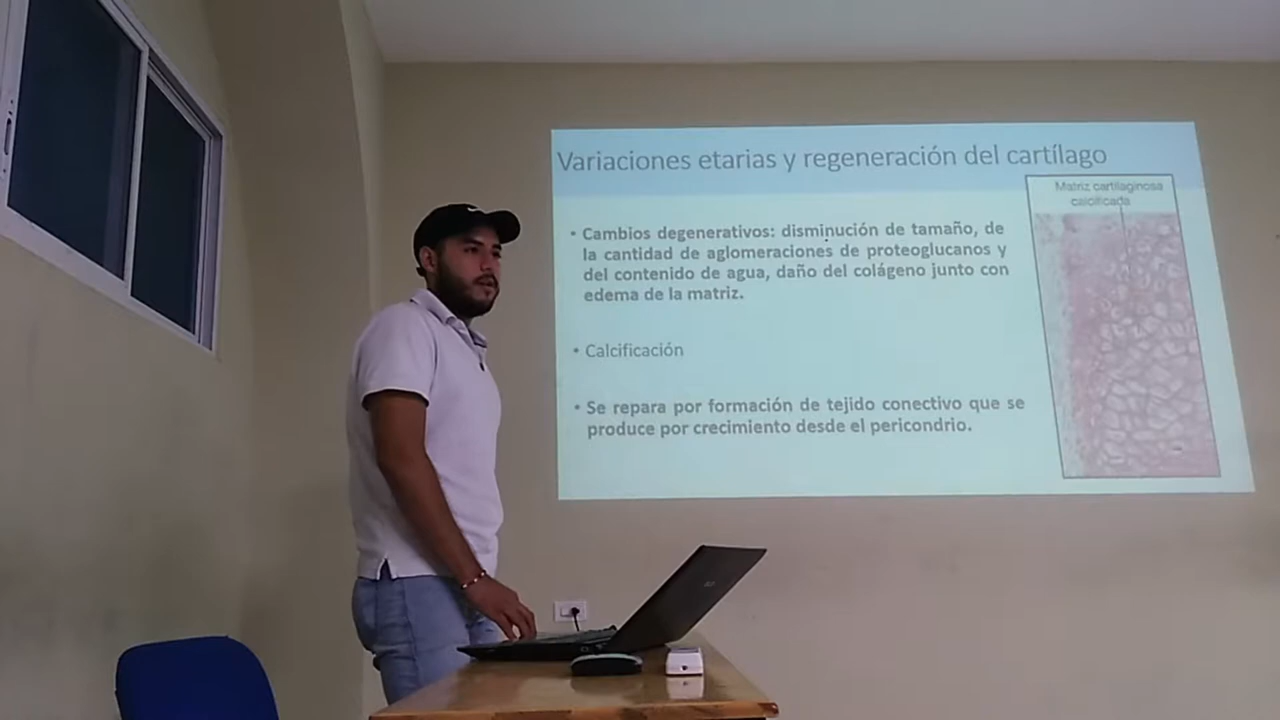 Variaciones etarias y regeneración del cartílago
Matriz cartilaginosa
calcificada
• Cambios degenerativos: disminución de tamaño, de
la cantidad de aglomeraciones de proteoglucanos y
del contenido de agua, daño del colágeno junto con
edema de la matriz.
• Calcificación
• Se repara por formación de tejido conectivo que se
produce por crecimiento desde el pericondrio.